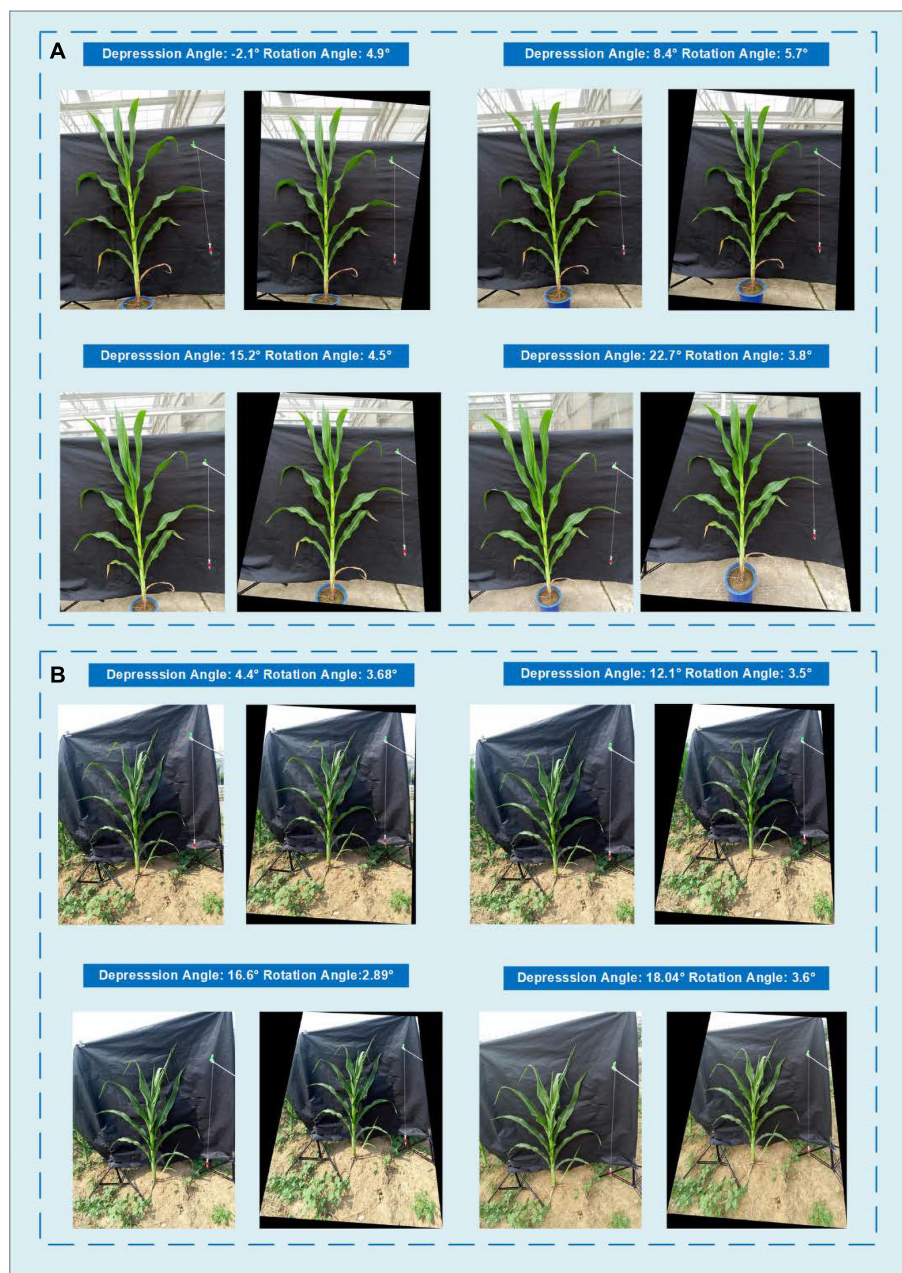 A
Depresssion Angle: -2.1° Rotation Angle: 4.9°
Depresssion Angle: 8.4° Rotation Angle: 5.7°
Depresssion Angle: 15.2° Rotation Angle: 4.5°
Depresssion Angle: 22.7° Rotation Angle: 3.8°
B
Depresssion Angle: 4.4° Rotation Angle: 3.68°
Depresssion Angle: 12.1° Rotation Angle: 3.5°
Depresssion Angle: 16.6° Rotation Angle:2.89°
Depresssion Angle: 18.04° Rotation Angle: 3.6°